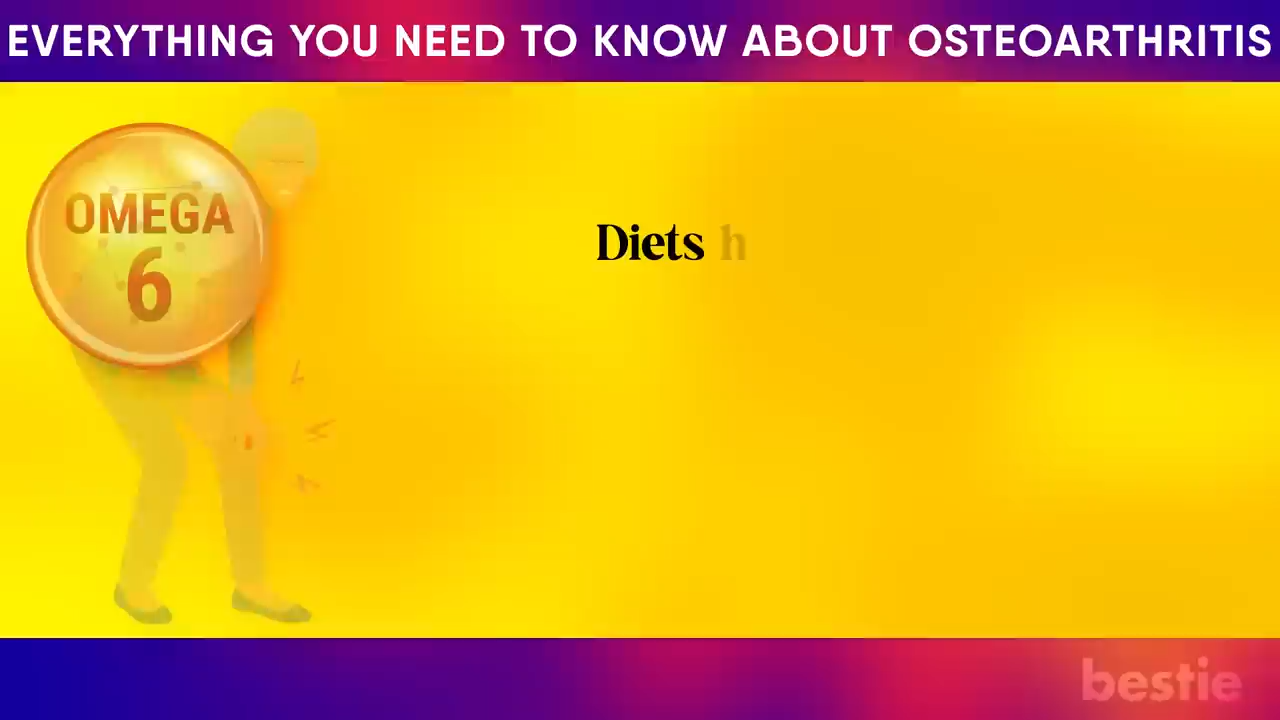 EVERYTHING YOU NEED TO KNOW ABOUT OSTEOARTHRITIS
OMEGA
6
Diets h
bestie